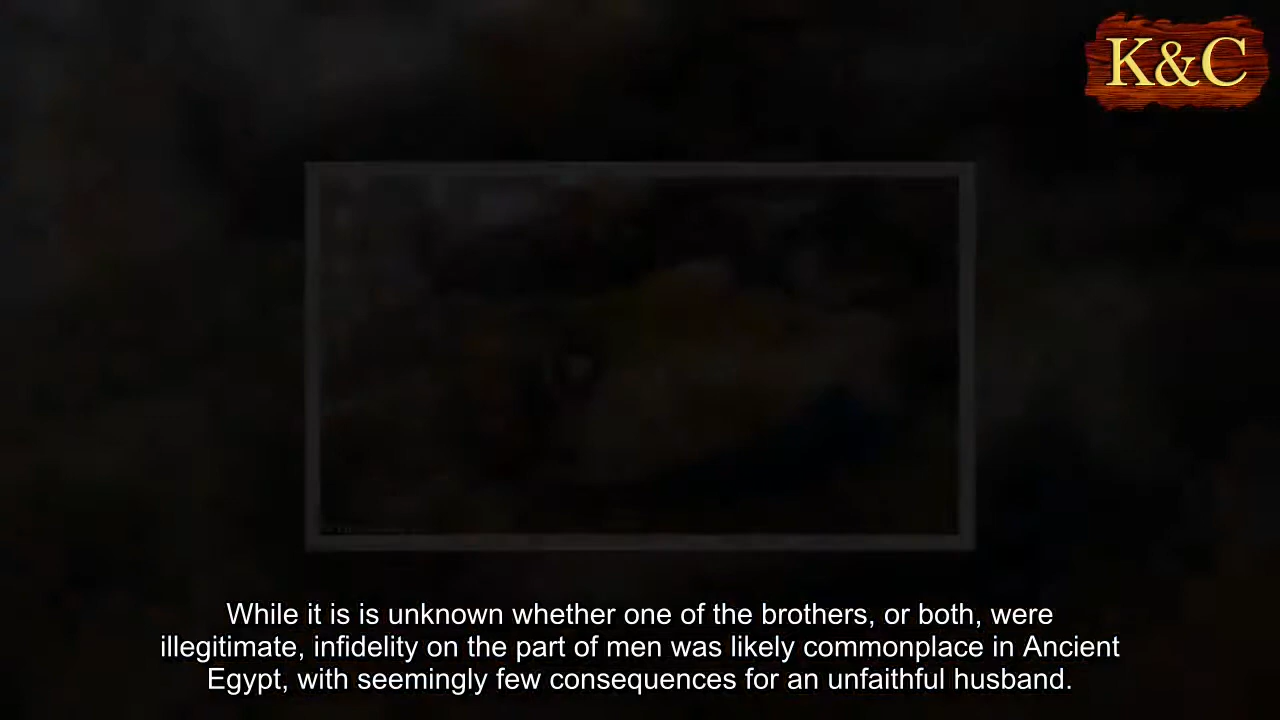 K&C
While it is is unknown whether one of the brothers, or both, were
illegitimate, infidelity on the part of men was likely commonplace in Ancient
Egypt, with seemingly few consequences for an unfaithful husband.